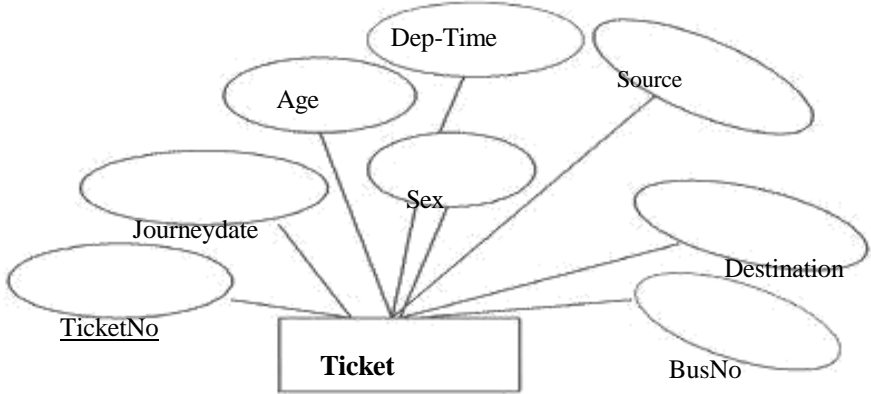 Dep-Time
Source
Age
Sex
Journeydate
Destination
TicketNo
Ticket
BusNo